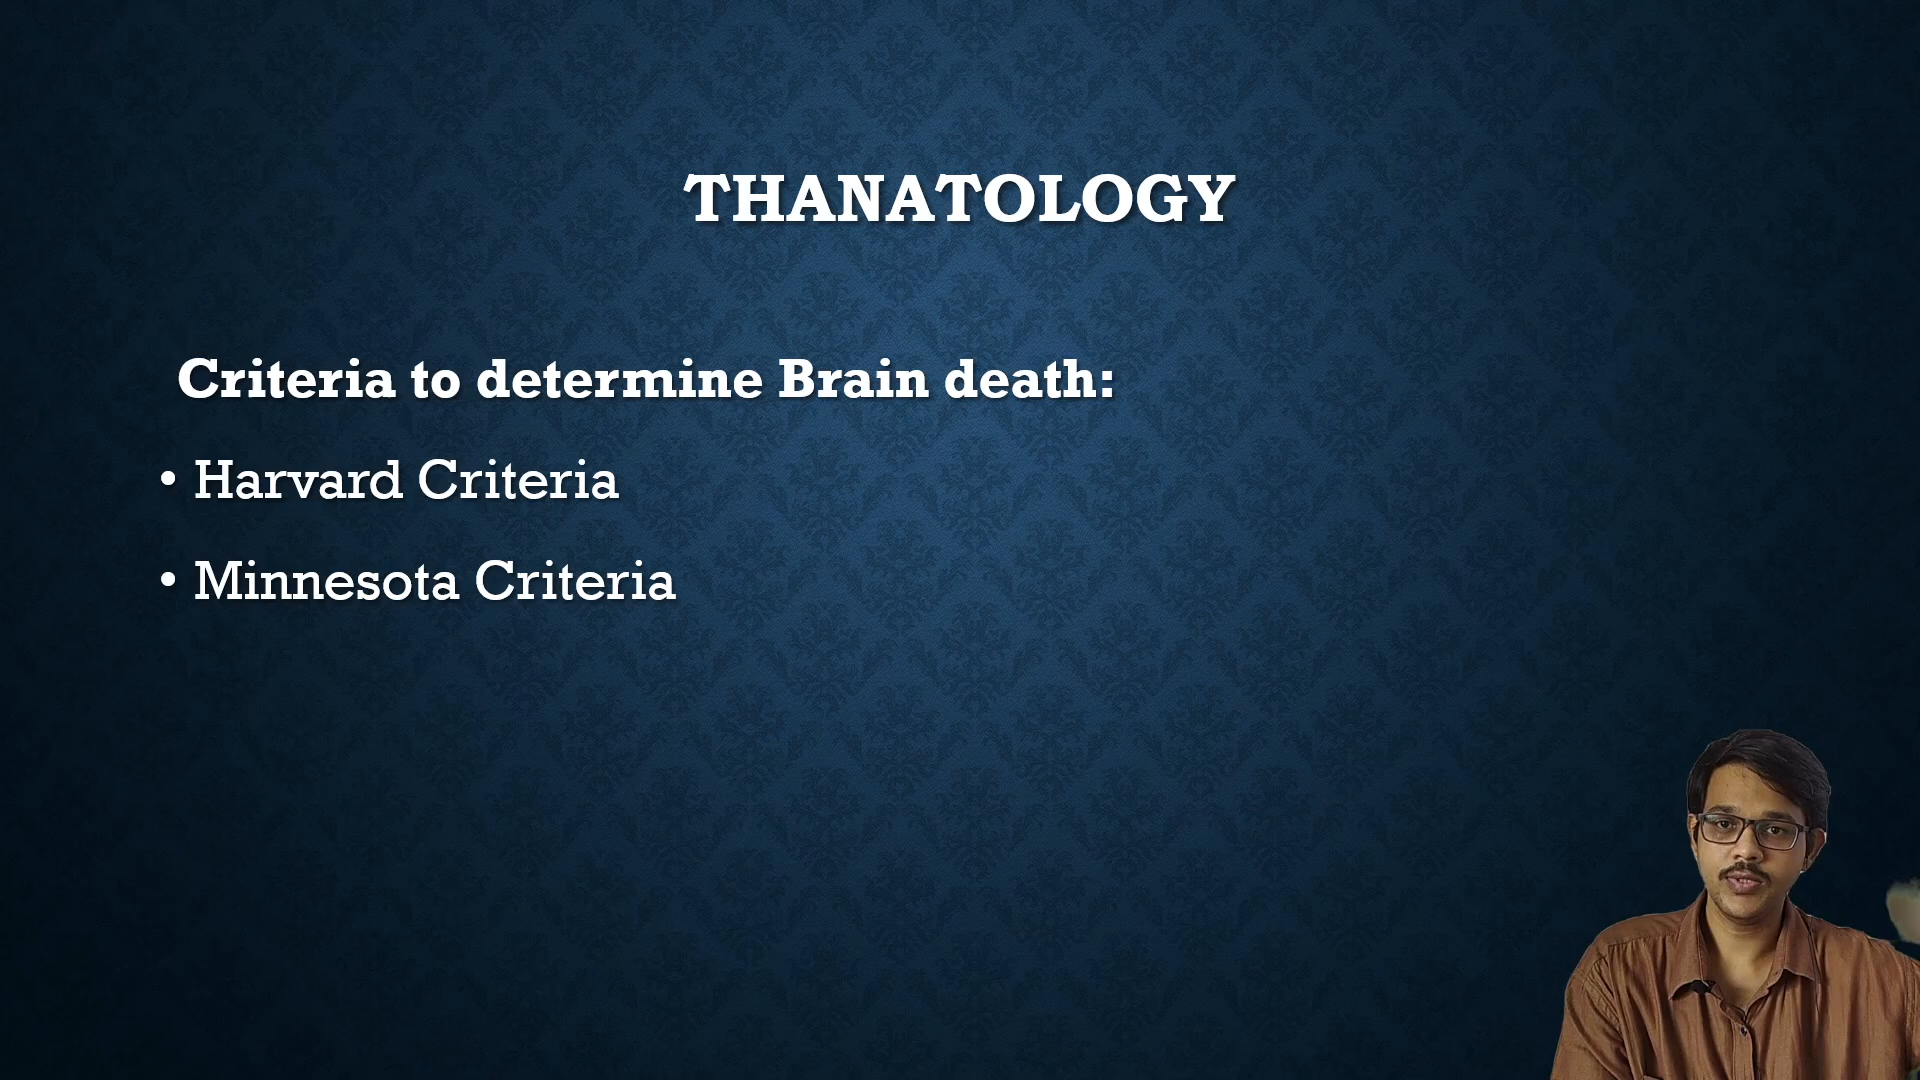 THANATOLOGY
Criteria to determine Brain death:
• Harvard Criteria
• Minnesota Criteria